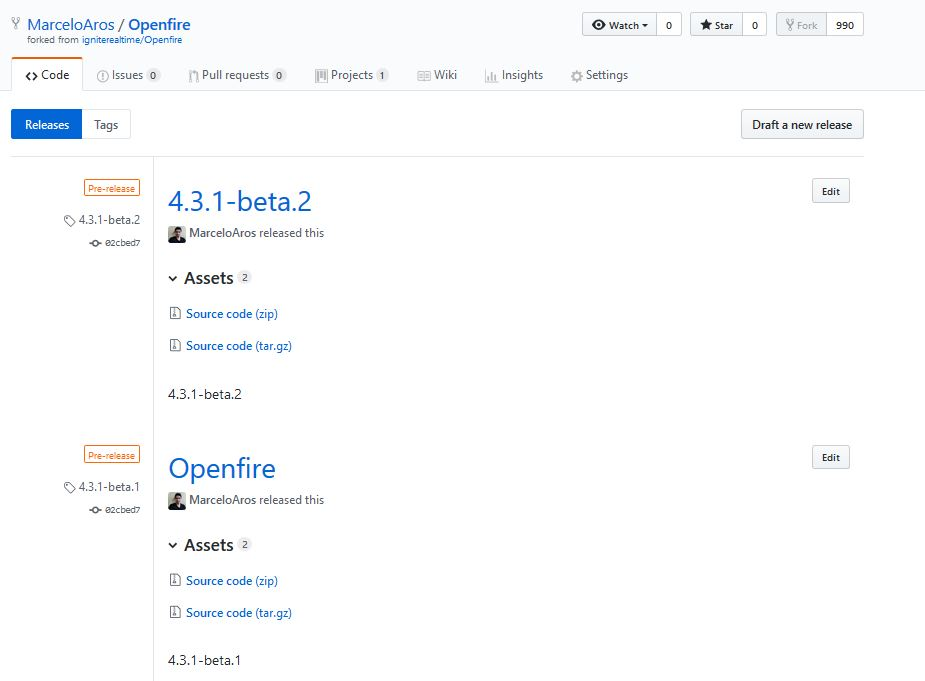 MarceloAros / Openfire
forked from igniterealtime/Openfire
Watch 0 Star 0 Fork 990
Code Issues 0 Pull requests 0 Projects 1 Wiki Insights Settings
Releases Tags Draft a new release
Pre-release
4.3.1-beta.2
02cbed7
4.3.1-beta.2 Edit
MarceloAros released this
Assets 2
Source code (zip)
Source code (tar.gz)
4.3.1-beta.2
Pre-release
4.3.1-beta.1
02cbed7
Openfire Edit
MarceloAros released this
Assets 2
Source code (zip)
Source code (tar.gz)
4.3.1-beta.1